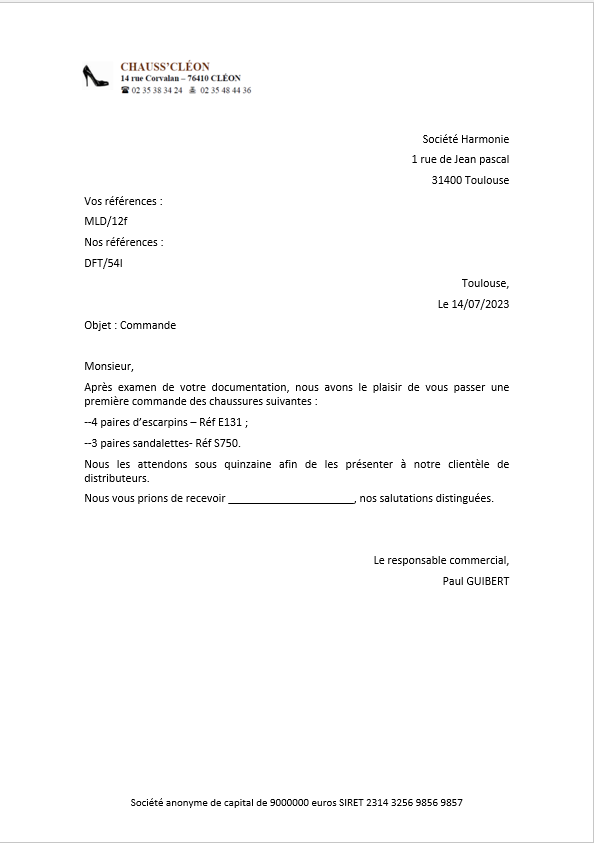 CHAUSS'CLÉON
14 rue Corvalan – 76410 CLÉON
☎ 02 35 38 34 24 📠 02 35 48 44 36
Société Harmonie
1 rue de Jean pascal
31400 Toulouse
Vos références :
MLD/12f
Nos références :
DFT/54I
Toulouse,
Le 14/07/2023
Objet : Commande
Monsieur,
Après examen de votre documentation, nous avons le plaisir de vous passer une
première commande des chaussures suivantes :
--4 paires d’escarpins – Réf E131 ;
--3 paires sandalettes- Réf S750.
Nous les attendons sous quinzaine afin de les présenter à notre clientèle de
distributeurs.
Nous vous prions de recevoir ______________________, nos salutations distinguées.
Le responsable commercial,
Paul GUIBERT
Société anonyme de capital de 9000000 euros SIRET 2314 3256 9856 9857